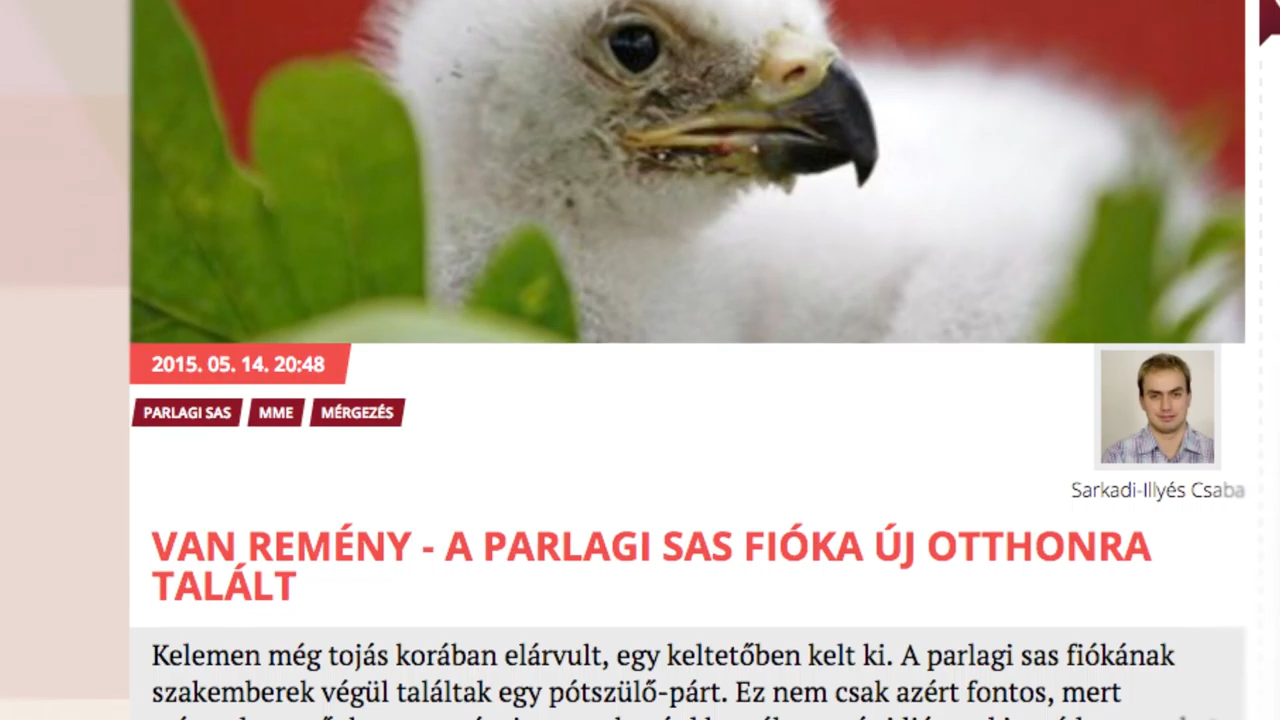 2015. 05. 14. 20:48
PARLAGI SAS MME MÉRGEZÉS
Sarkadi-Illyés Csaba
VAN REMÉNY - A PARLAGI SAS FIÓKA ÚJ OTTHONRA
TALÁLT
Kelemen még tojás korában elárvult, egy keltetőben kelt ki. A parlagi sas fiókának
szakemberek végül találtak egy pótszülő-párt. Ez nem csak azért fontos, mert